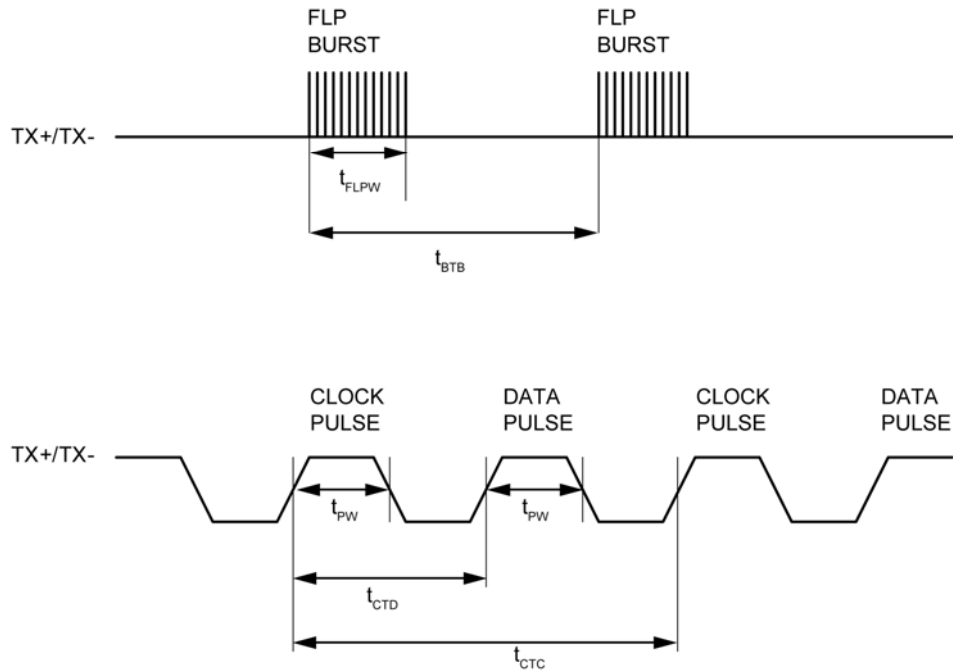 FLP
BURST
FLP
BURST
TX+/TX-
tFLPW
tBTB
CLOCK
PULSE
DATA
PULSE
CLOCK
PULSE
DATA
PULSE
TX+/TX-
tPW
tPW
tCTD
tCTC